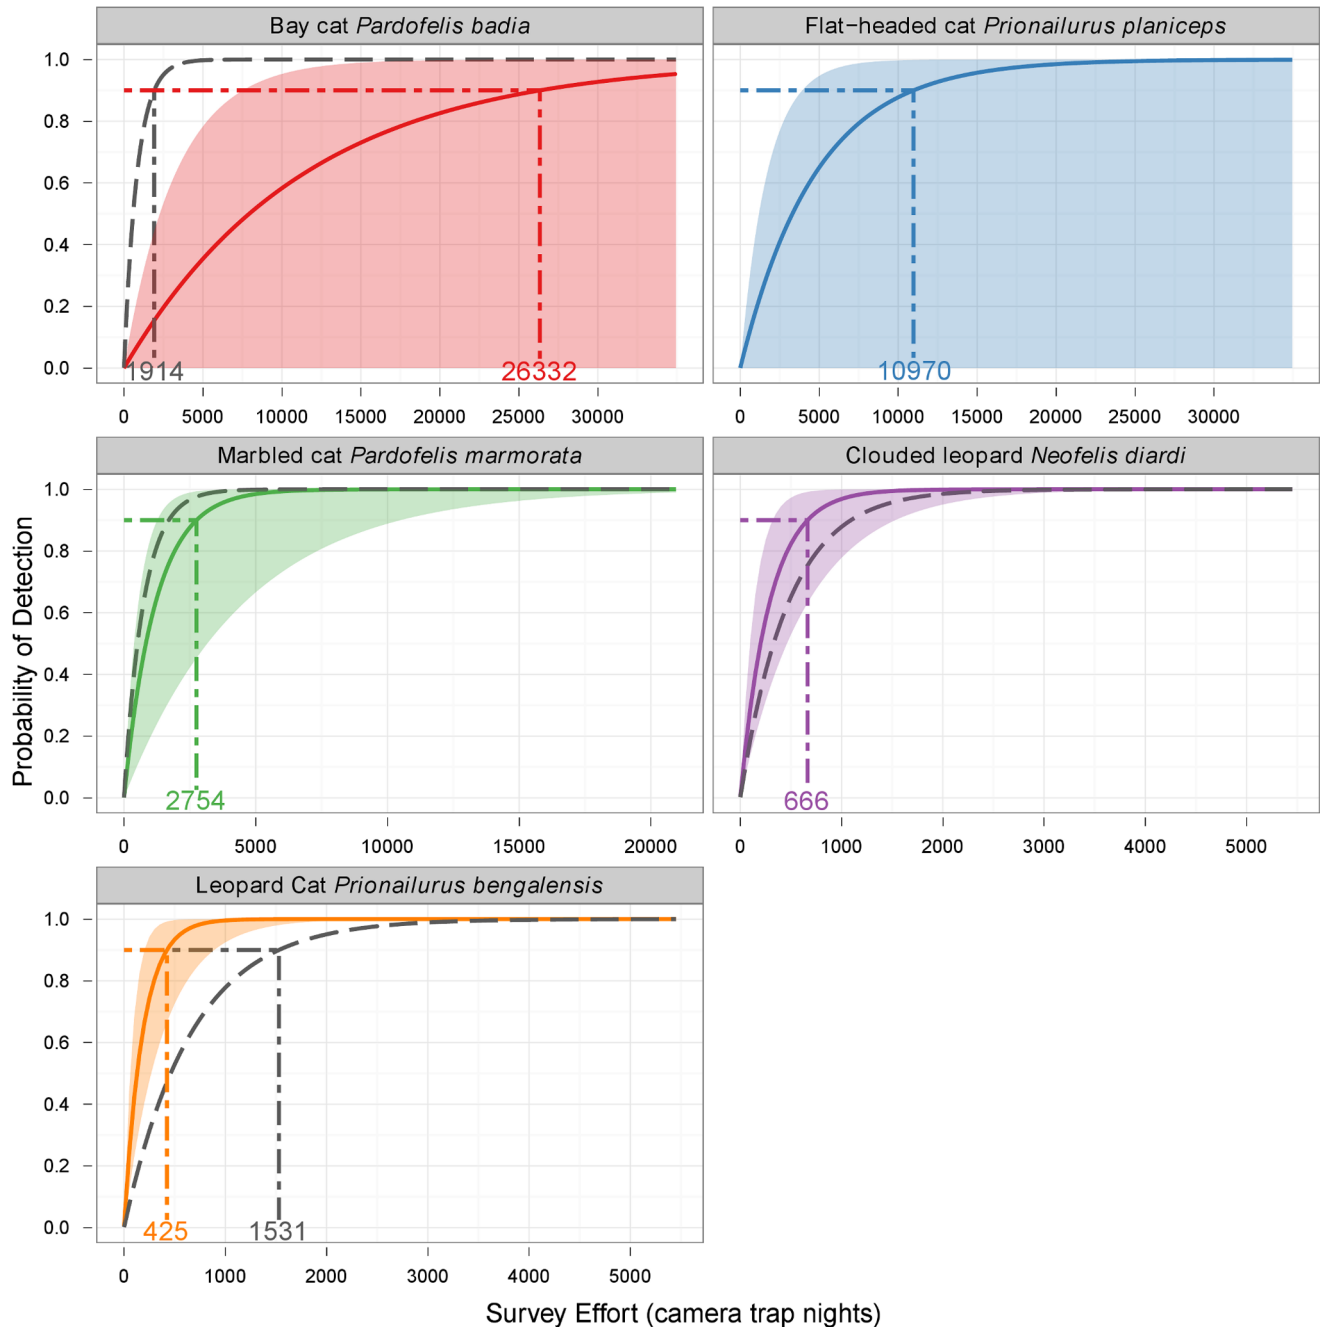 Bay cat Pardofelis badia
Flat−headed cat Prionailurus planiceps
1.0
0.8
0.6
0.4
0.2
0.0
1914
26332
10970
0 5000 10000 15000 20000 25000 30000
0 5000 10000 15000 20000 25000 30000
Marbled cat Pardofelis marmorata
Clouded leopard Neofelis diardi
1.0
0.8
0.6
0.4
0.2
0.0
2754
666
0 5000 10000 15000 20000
0 1000 2000 3000 4000 5000
Probability of Detection
Leopard Cat Prionailurus bengalensis
1.0
0.8
0.6
0.4
0.2
0.0
425
1531
0 1000 2000 3000 4000 5000
Survey Effort (camera trap nights)